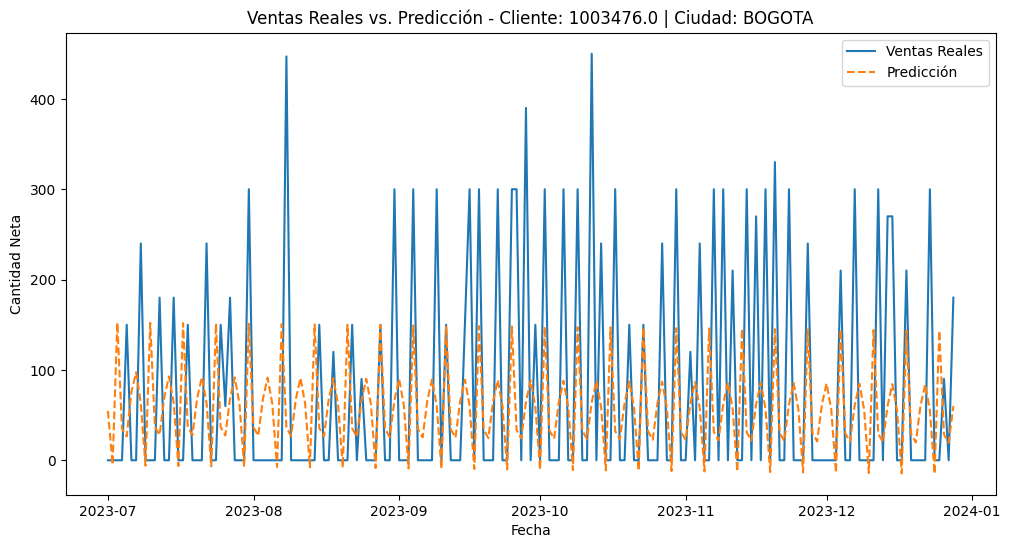 Ventas Reales vs. Predicción - Cliente: 1003476.0 | Ciudad: BOGOTA
Ventas Reales
Predicción
Cantidad Neta
400
300
200
100
0
2023-07
2023-08
2023-09
2023-10
2023-11
2023-12
2024-01
Fecha